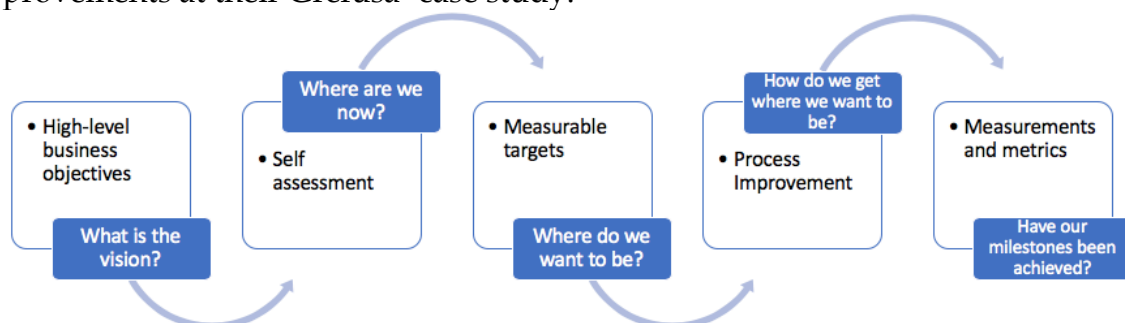 provements at their case study.
• High-level
business
objectives
What is the
vision?
Where are we
now?
• Self
assessment
• Measurable
targets
Where do we
want to be?
How do we get
where we want to
be?
• Process
Improvement
• Measurements
and metrics
Have our
milestones been
achieved?